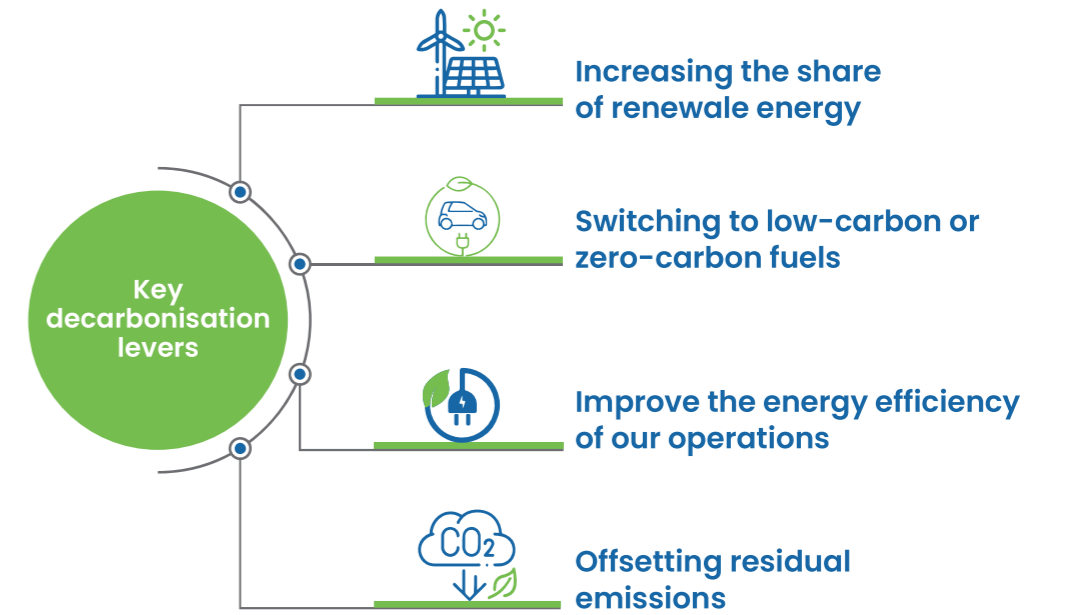 Increasing the share
of renewale energy
Switching to low-carbon or
zero-carbon fuels
Key
decarbonisation
levers
Improve the energy efficiency
of our operations
CO2
Offsetting residual
emissions